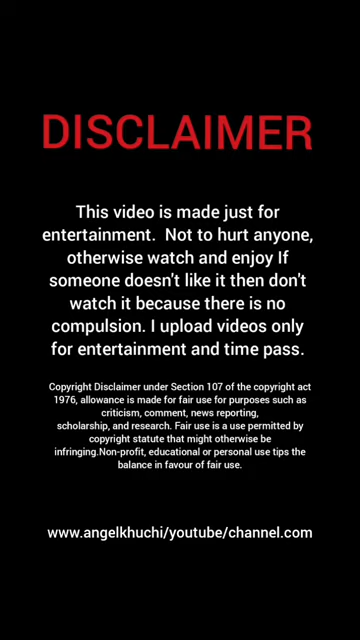 DISCLAIMER
This video is made just for
entertainment. Not to hurt anyone,
otherwise watch and enjoy If
someone doesn't like it then don't
watch it because there is no
compulsion. I upload videos only
for entertainment and time pass.
Copyright Disclaimer under Section 107 of the copyright act
1976, allowance is made for fair use for purposes such as
criticism, comment, news reporting,
scholarship, and research. Fair use is a use permitted by
copyright statute that might otherwise be
infringing.Non-profit, educational or personal use tips the
balance in favour of fair use.
www.angelkhuchi/youtube/channel.com